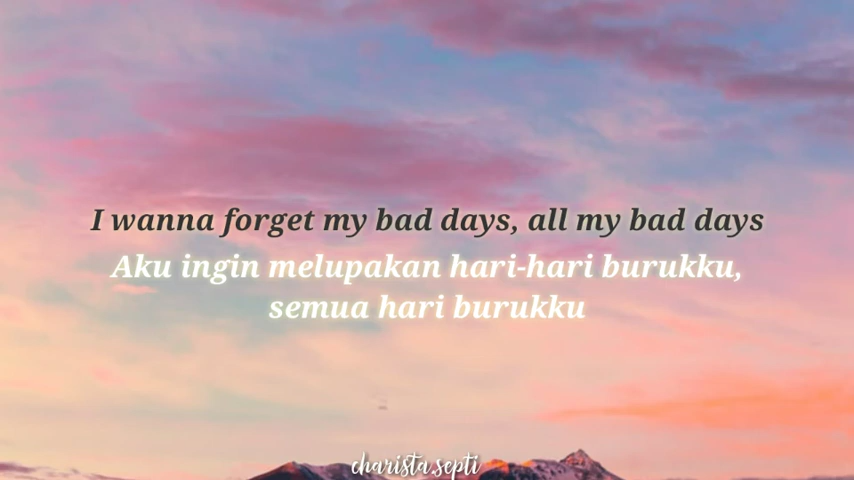 I wanna forget my bad days, all my bad days
Aku ingin melupakan hari-hari burukku,
semua hari burukku
charista.septi